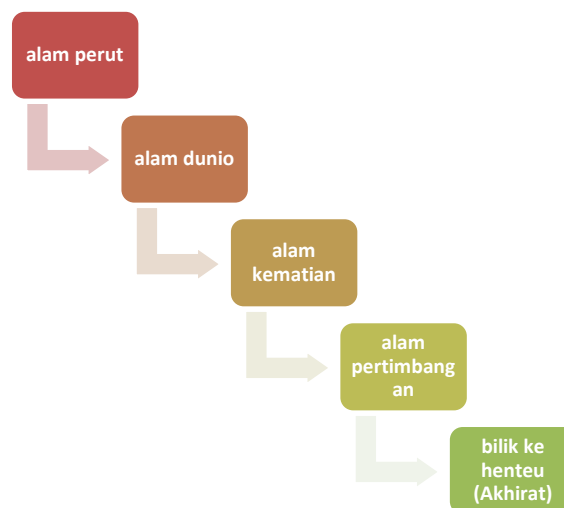 alam perut
alam dunio
alam
kematian
alam
pertimbang
an
bilik ke
henteu
(Akhirat)